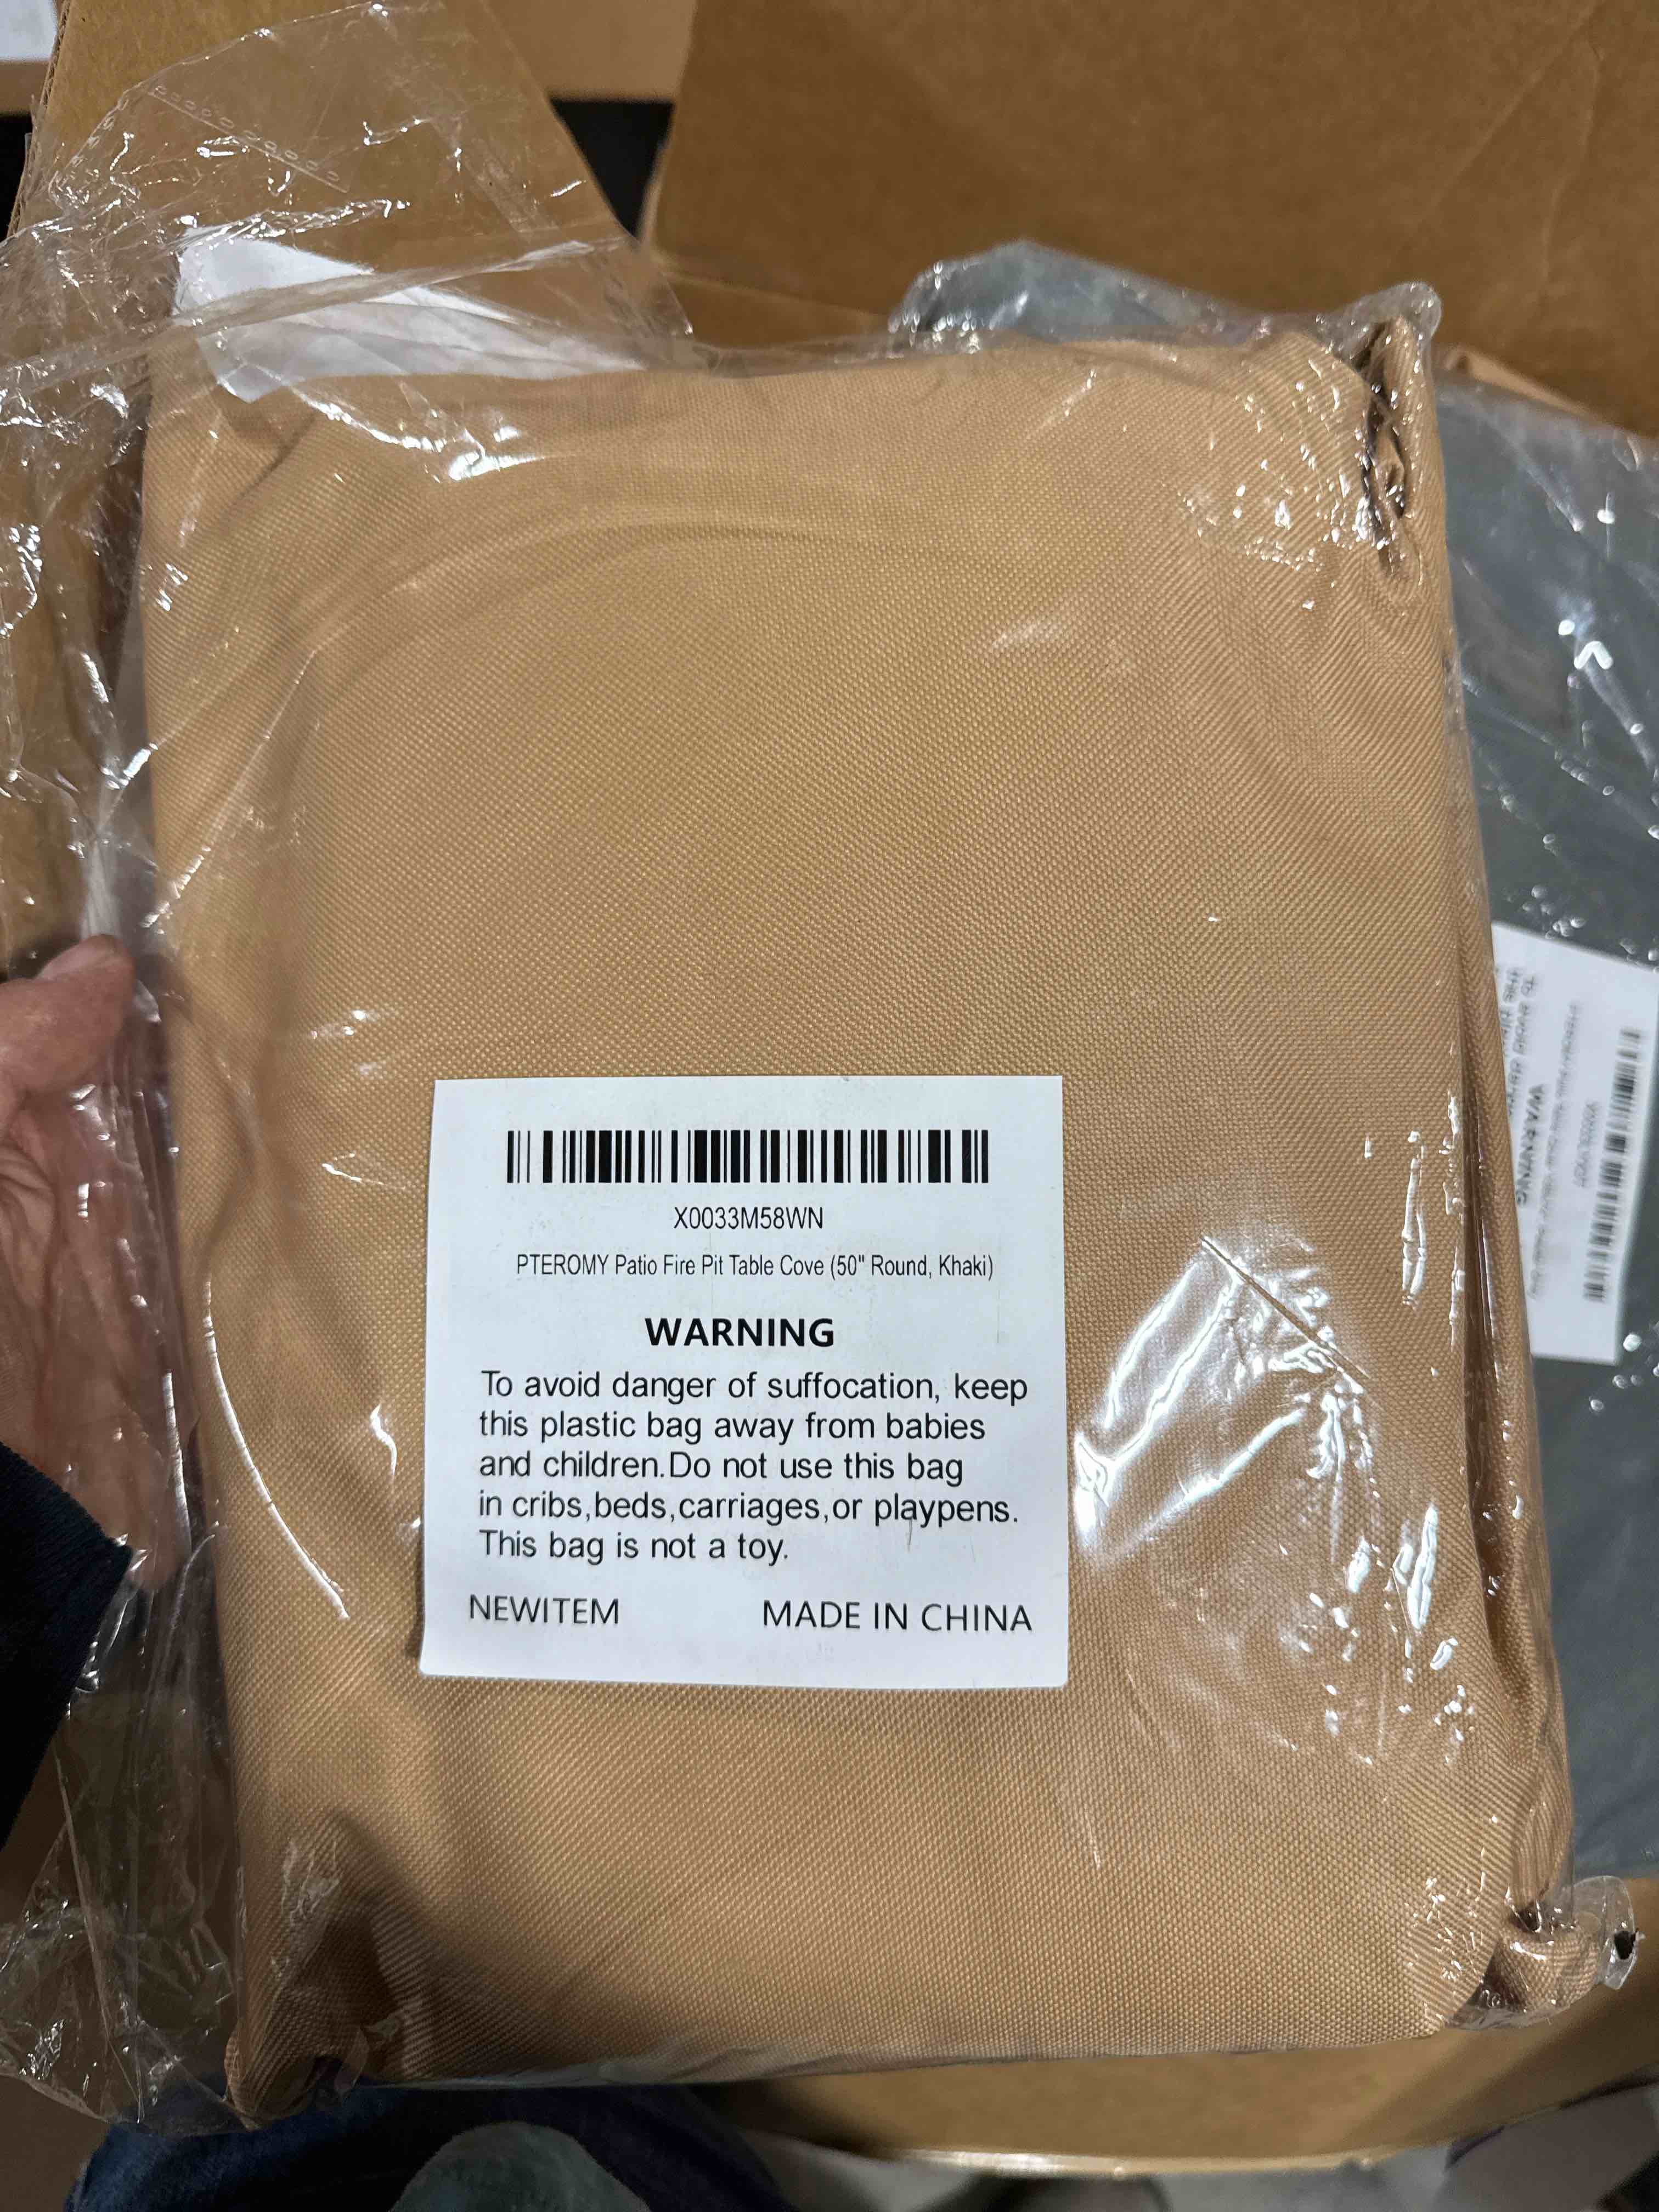 X0033M58WN
PTEROMY Patio Fire Pit Table Cove (50" Round, Khaki)
WARNING
To avoid danger of suffocation, keep
this plastic bag away from babies
and children.Do not use this bag
in cribs,beds,carriages,or playpens.
This bag is not a toy.
NEWITEM MADE IN CHINA
WARNING